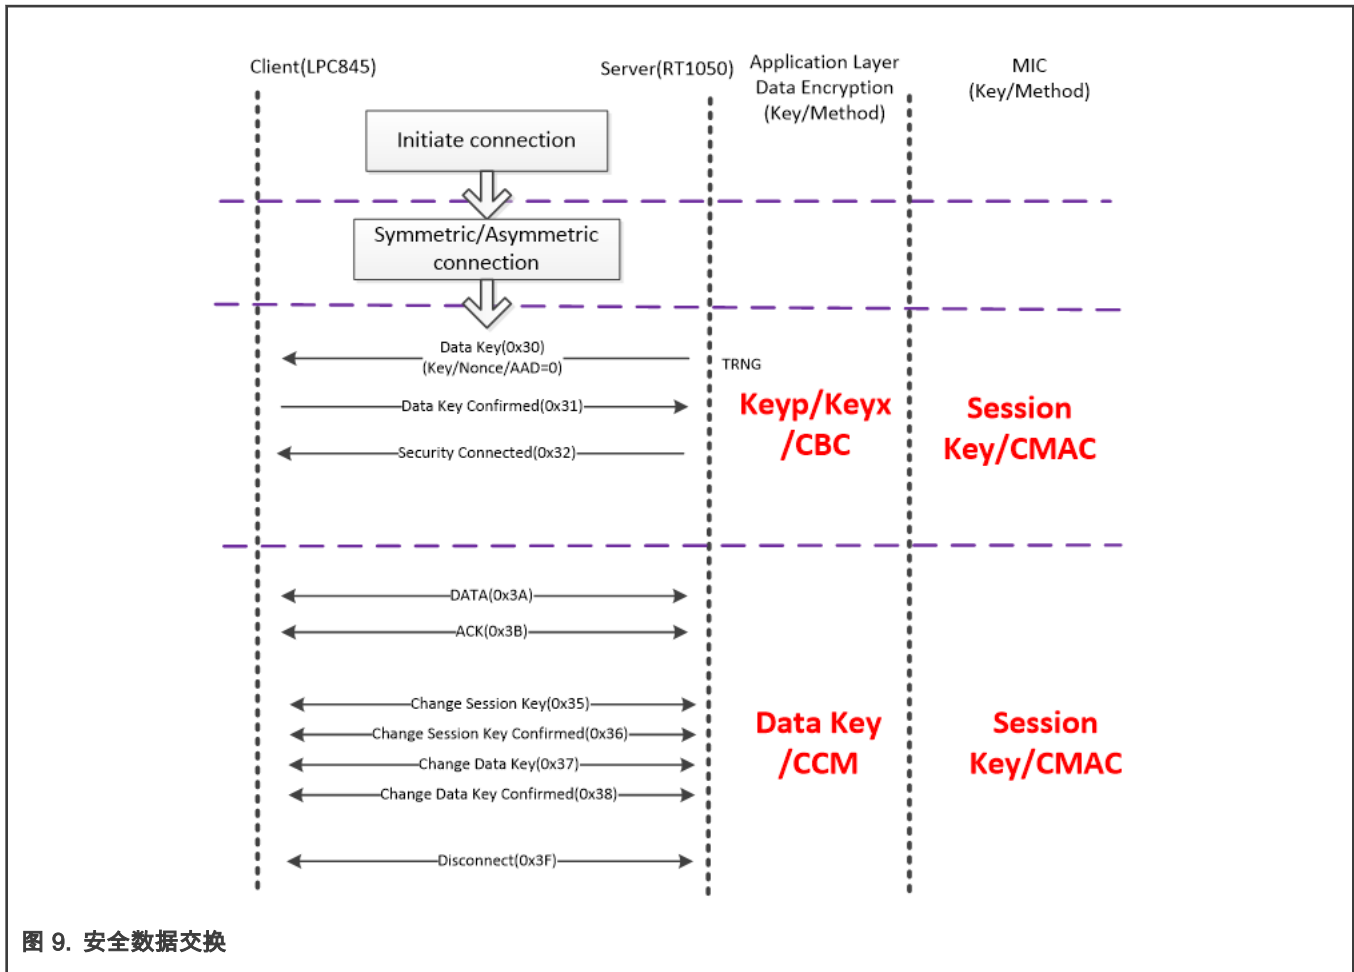 Client(LPC845)
Server(RT1050)
Application Layer
Data Encryption
(Key/Method)
MIC
(Key/Method)
Initiate connection
Symmetric/Asymmetric
connection
Data Key(0x30)
(Key/Nonce/AAD=0)
TRNG
Data Key Confirmed(0x31)
Security Connected(0x32)
Keyp/Keyx
/CBC
Session
Key/CMAC
DATA(0x3A)
ACK(0x3B)
Change Session Key(0x35)
Change Session Key Confirmed(0x36)
Change Data Key(0x37)
Change Data Key Confirmed(0x38)
Disconnect(0x3F)
Data Key
/CCM
Session
Key/CMAC
图 9. 安全数据交换